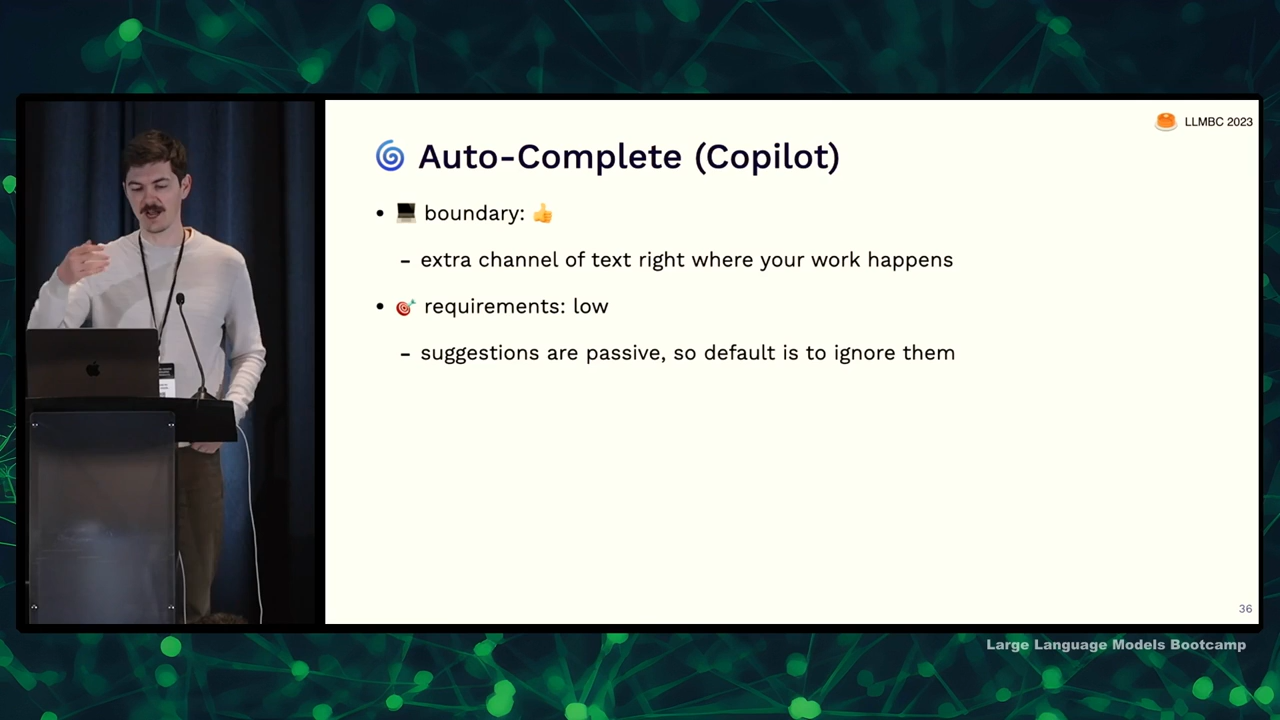 LLMBC 2023
🌀 Auto-Complete (Copilot)
• 💻 boundary: 👍
– extra channel of text right where your work happens
• 🎯 requirements: low
– suggestions are passive, so default is to ignore them
36
Large Language Models Bootcamp